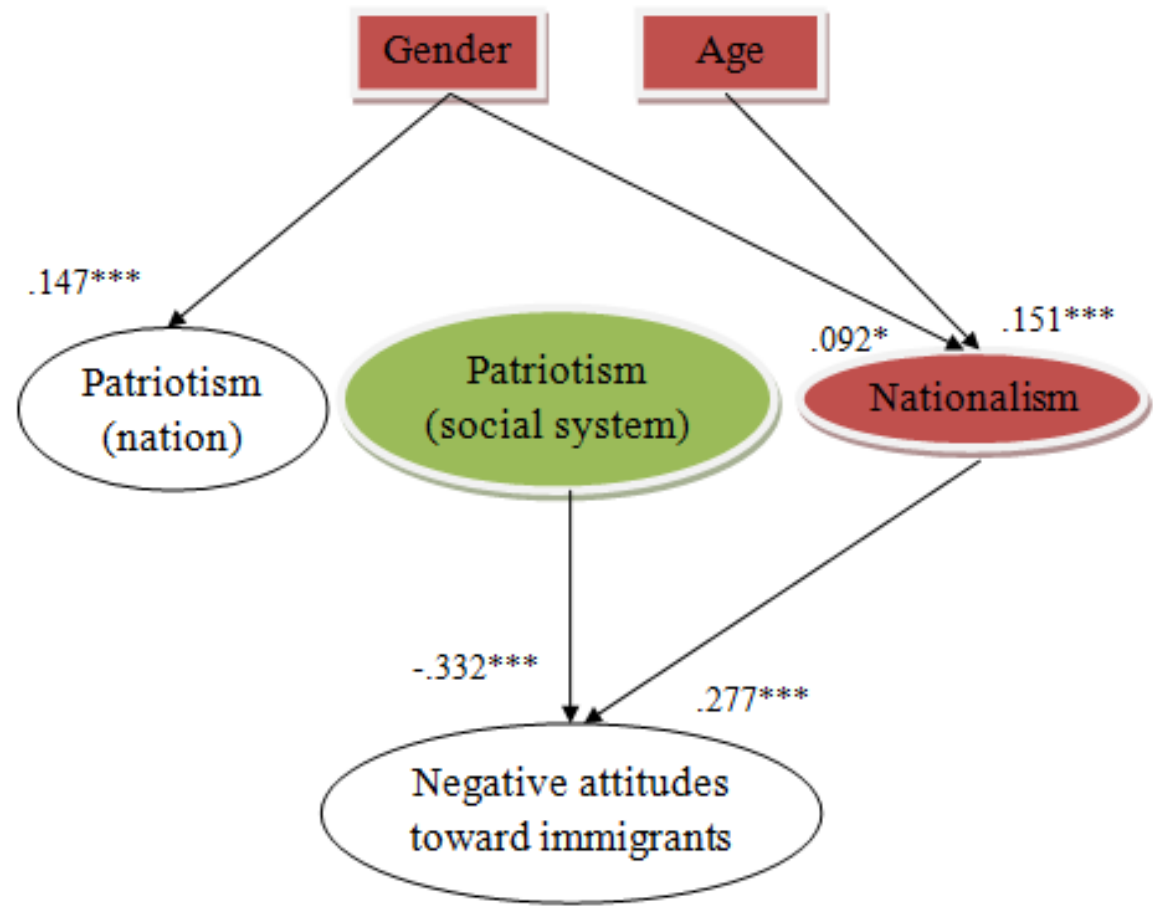 Gender
Age
.147***
.092*
.151***
Patriotism
(nation)
Patriotism
(social system)
Nationalism
-.332***
.277***
Negative attitudes
toward immigrants